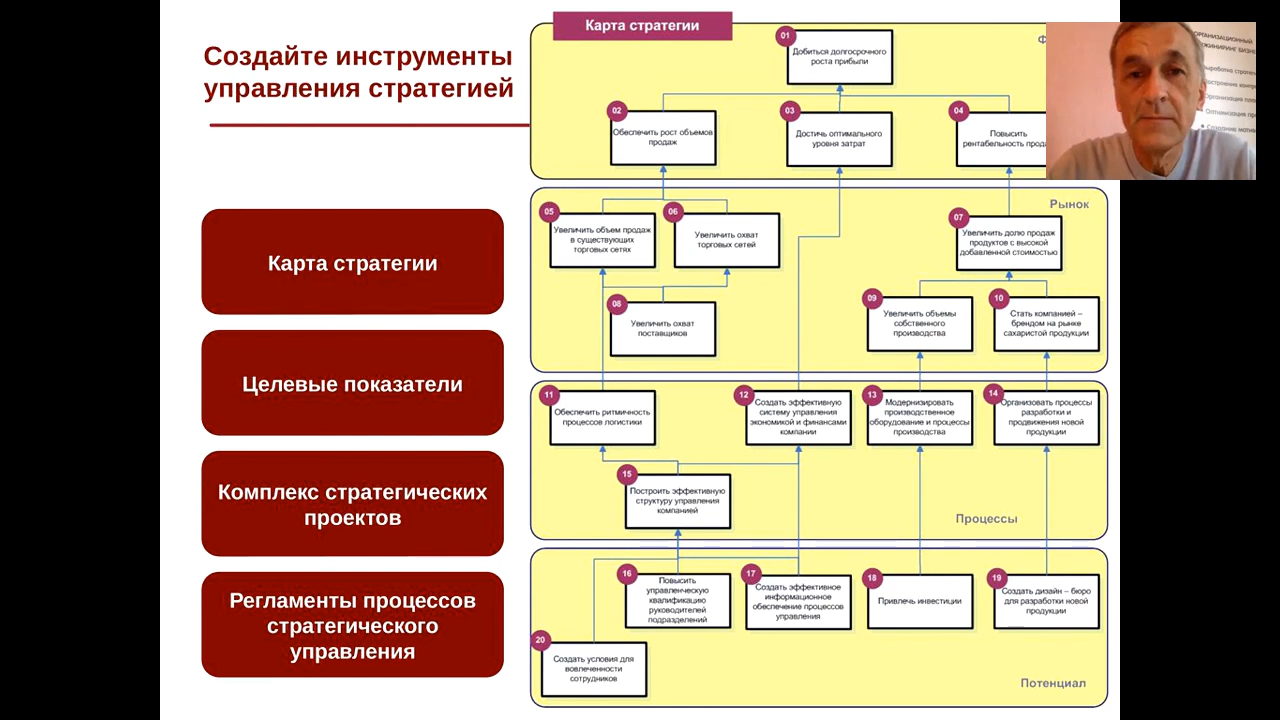 Создайте инструменты
управления стратегией
Карта стратегии
Целевые показатели
Комплекс стратегических
проектов
Регламенты процессов
стратегического
управления
Карта стратегии
01
Добиться долгосрочного
роста прибыли
Ф
02
Обеспечить рост объемов
продаж
03
Достичь оптимального
уровня затрат
04
Повысить
рентабельность
Рынок
05
Увеличить объем продаж
в существующих
торговых сетях
06
Увеличить охват
торговых сетей
07
Увеличить долю продаж
продуктов с высокой
добавленной стоимостью
08
Увеличить охват
поставщиков
09
Увеличить объемы
собственного
производства
10
Стать компанией –
брендом на рынке
сахаристой продукции
11
Обеспечить ритмичность
процессов логистики
12
Создать эффективную
систему управления
экономикой и финансами
компании
13
Модернизировать
производственное
оборудование и процессы
производства
14
Организовать процессы
разработки и
продвижения новой
продукции
15
Построить эффективную
структуру управления
компанией
Процессы
16
Повысить
управленческую
квалификацию
руководителей
подразделений
17
Создать эффективное
информационное
обеспечение процессов
управления
18
Привлечь инвестиции
19
Создать дизайн – бюро
для разработки новой
продукции
20
Создать условия для
вовлеченности
сотрудников
Потенциал
ОРГАНИЗАЦИОННЫЙ